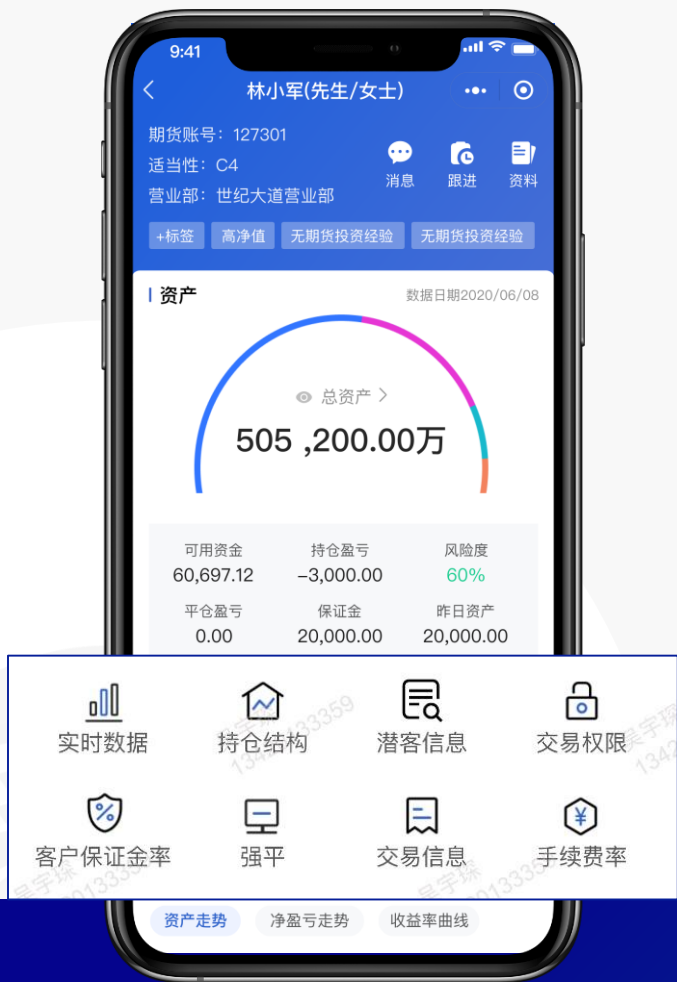 9:41
林小军(先生/女士)
期货账号：127301
适当性：C4
营业部：世纪大道营业部
消息 跟进 资料
+标签 高净值 无期货投资经验 无期货投资经验
资产 数据日期2020/06/08
总资产
505 ,200.00万
可用资金 持仓盈亏 风险度
60,697.12 –3,000.00 60%
平仓盈亏 保证金 昨日资产
0.00 20,000.00 20,000.00
实时数据 持仓结构 潜客信息 交易权限
客户保证金率 强平 交易信息 手续费率
资产走势 净盈亏走势 收益率曲线